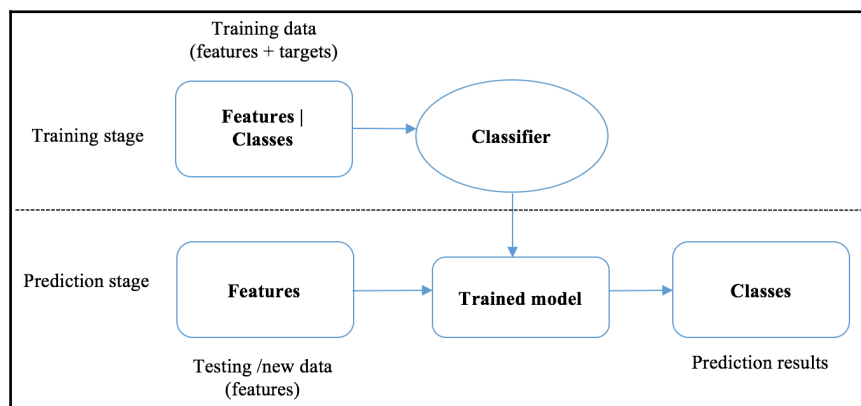 Training data
(features + targets)
Training stage
Features |
Classes
Classifier
Prediction stage
Features
Trained model
Classes
Testing /new data
(features)
Prediction results